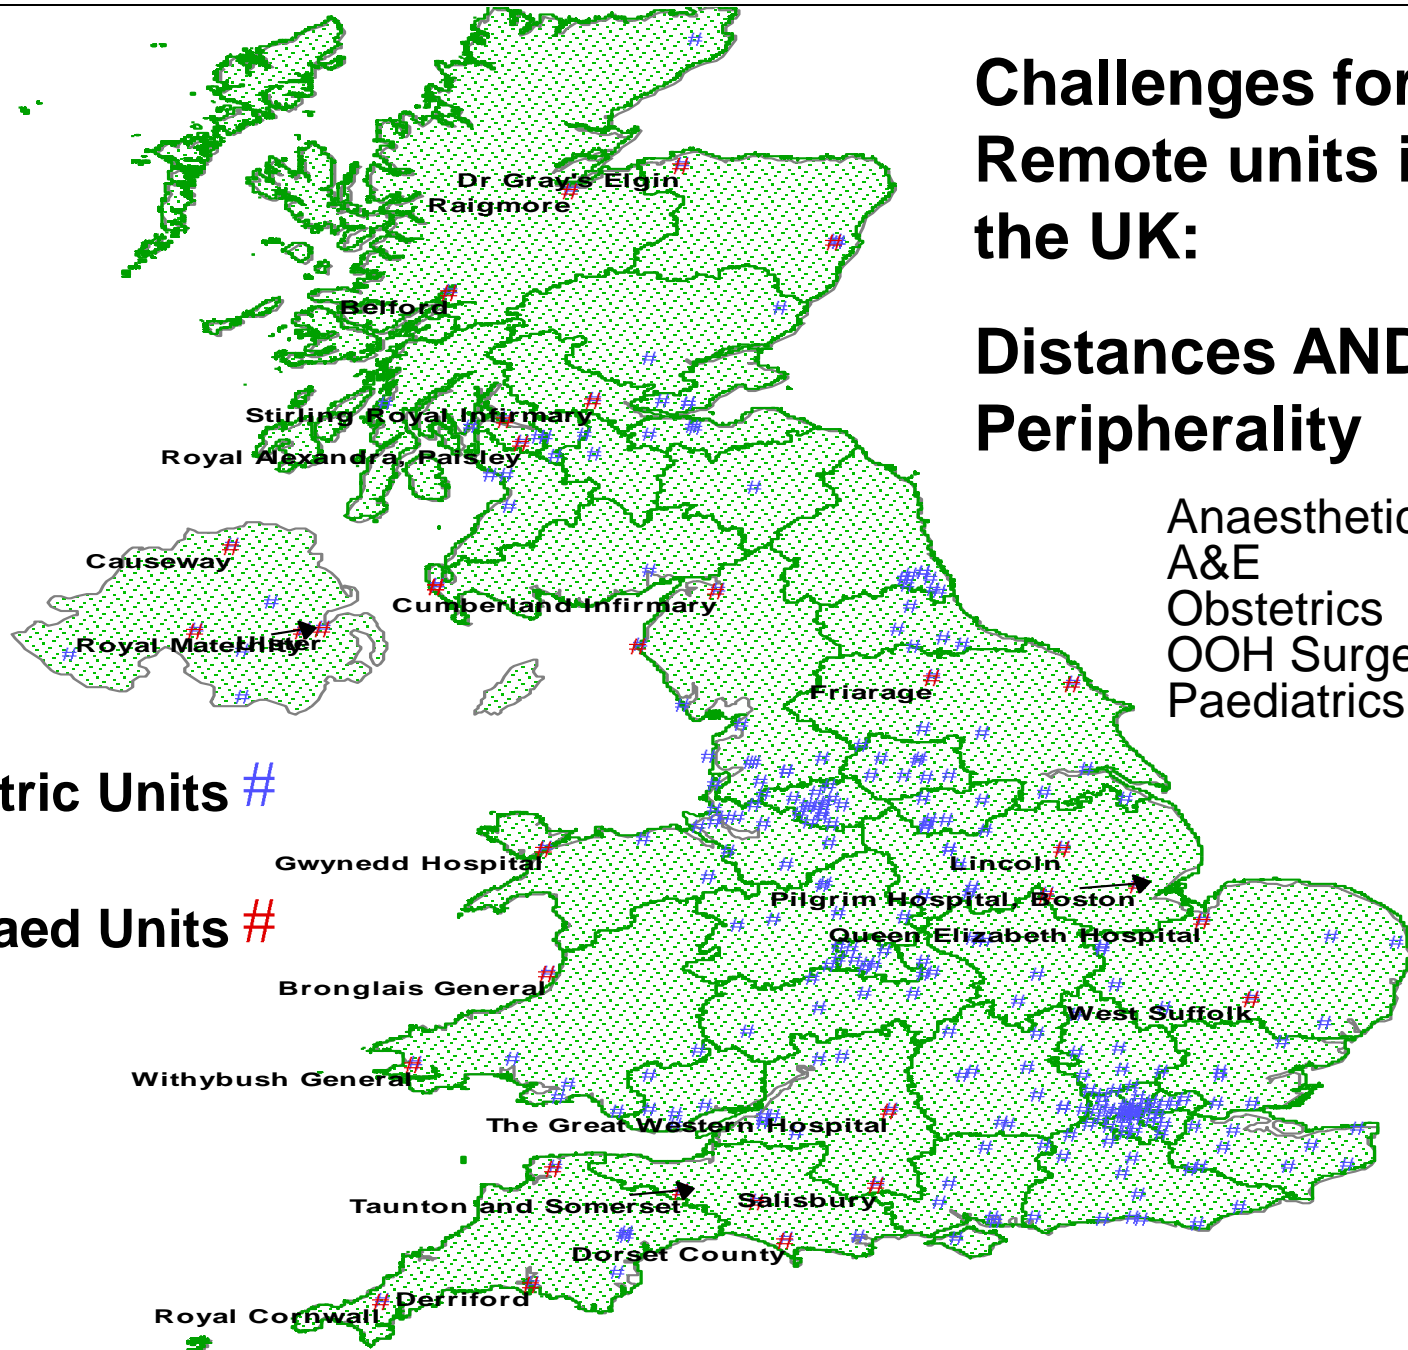 Challenges for
Remote units i
the UK:
Distances AND
Peripherality
Anaesthetic
A&E
Obstetrics
OOH Surge
Paediatrics
Dr Gray's Elgin
Raigmore
Belford
Stirling Royal Infirmary
Royal Alexandra, Paisley
Causeway
Cumberland Infirmary
Royal Maternity
Ulster
Friarage
tric Units #
Gwynedd Hospital
Lincoln
Pilgrim Hospital, Boston
aed Units #
Queen Elizabeth Hospital
Bronglais General
West Suffolk
Withybush General
The Great Western Hospital
Taunton and Somerset
Salisbury
Dorset County
Derriford
Royal Cornwall